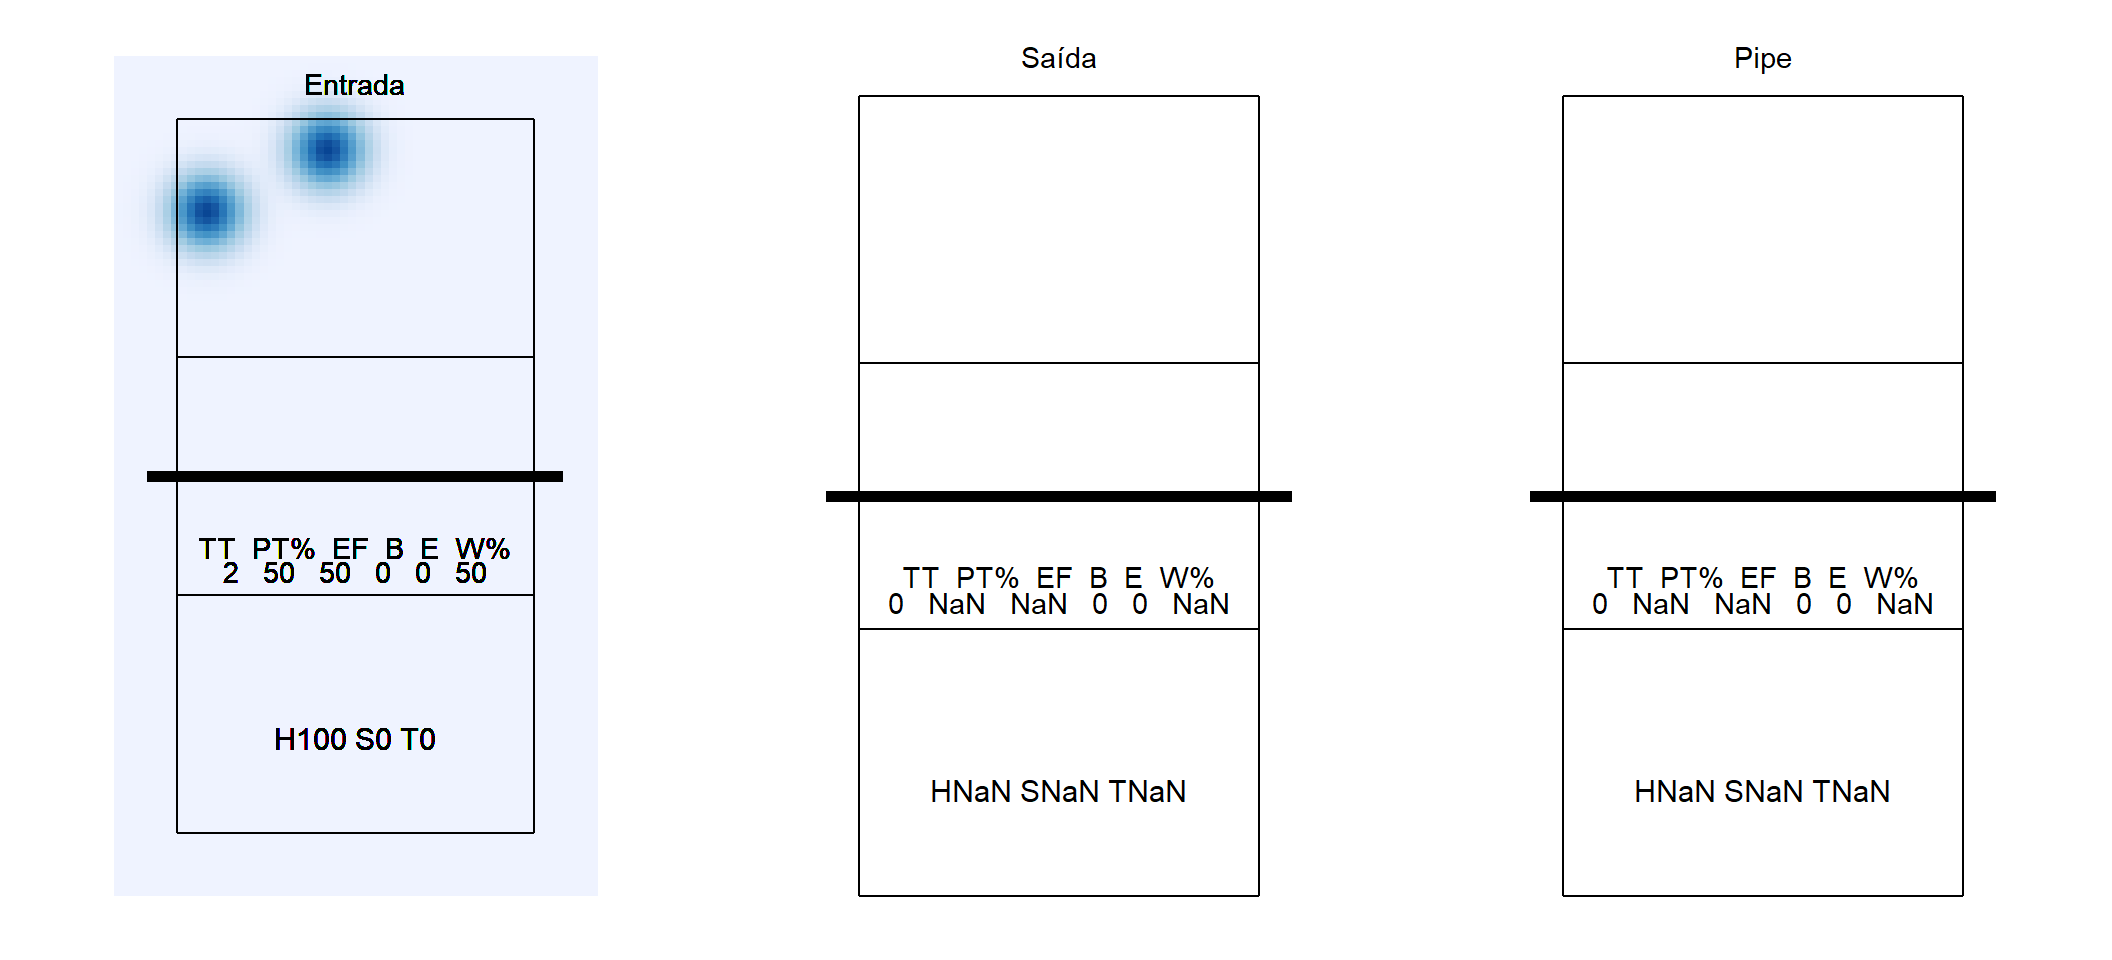 Entrada
TT PT% EF B E W%
2 50 50 0 0 50
H100 S0 T0
Saída
TT PT% EF B E W%
0 NaN NaN 0 0 NaN
HNaN SNaN TNaN
Pipe
TT PT% EF B E W%
0 NaN NaN 0 0 NaN
HNaN SNaN TNaN